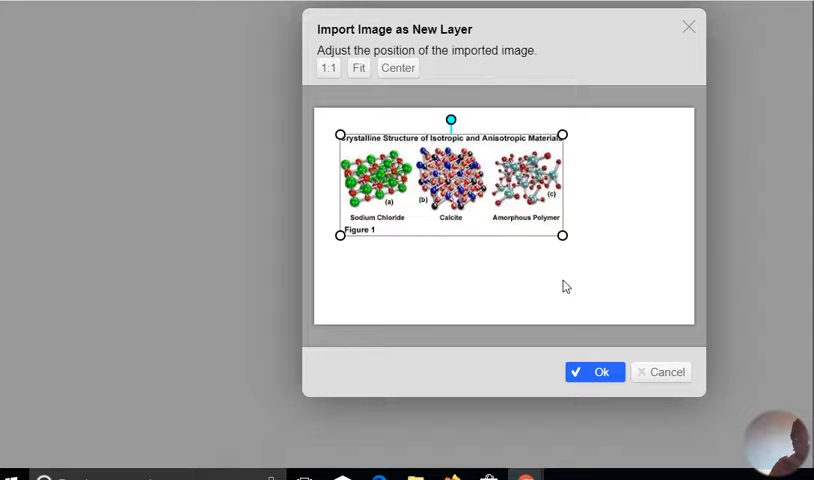 Import Image as New Layer
Adjust the position of the imported image.
1:1 Fit Center
Crystalline Structure of Isotropic and Anisotropic Materials
(a) (b) (c)
Sodium Chloride Calcite Amorphous Polymer
Figure 1
Ok Cancel